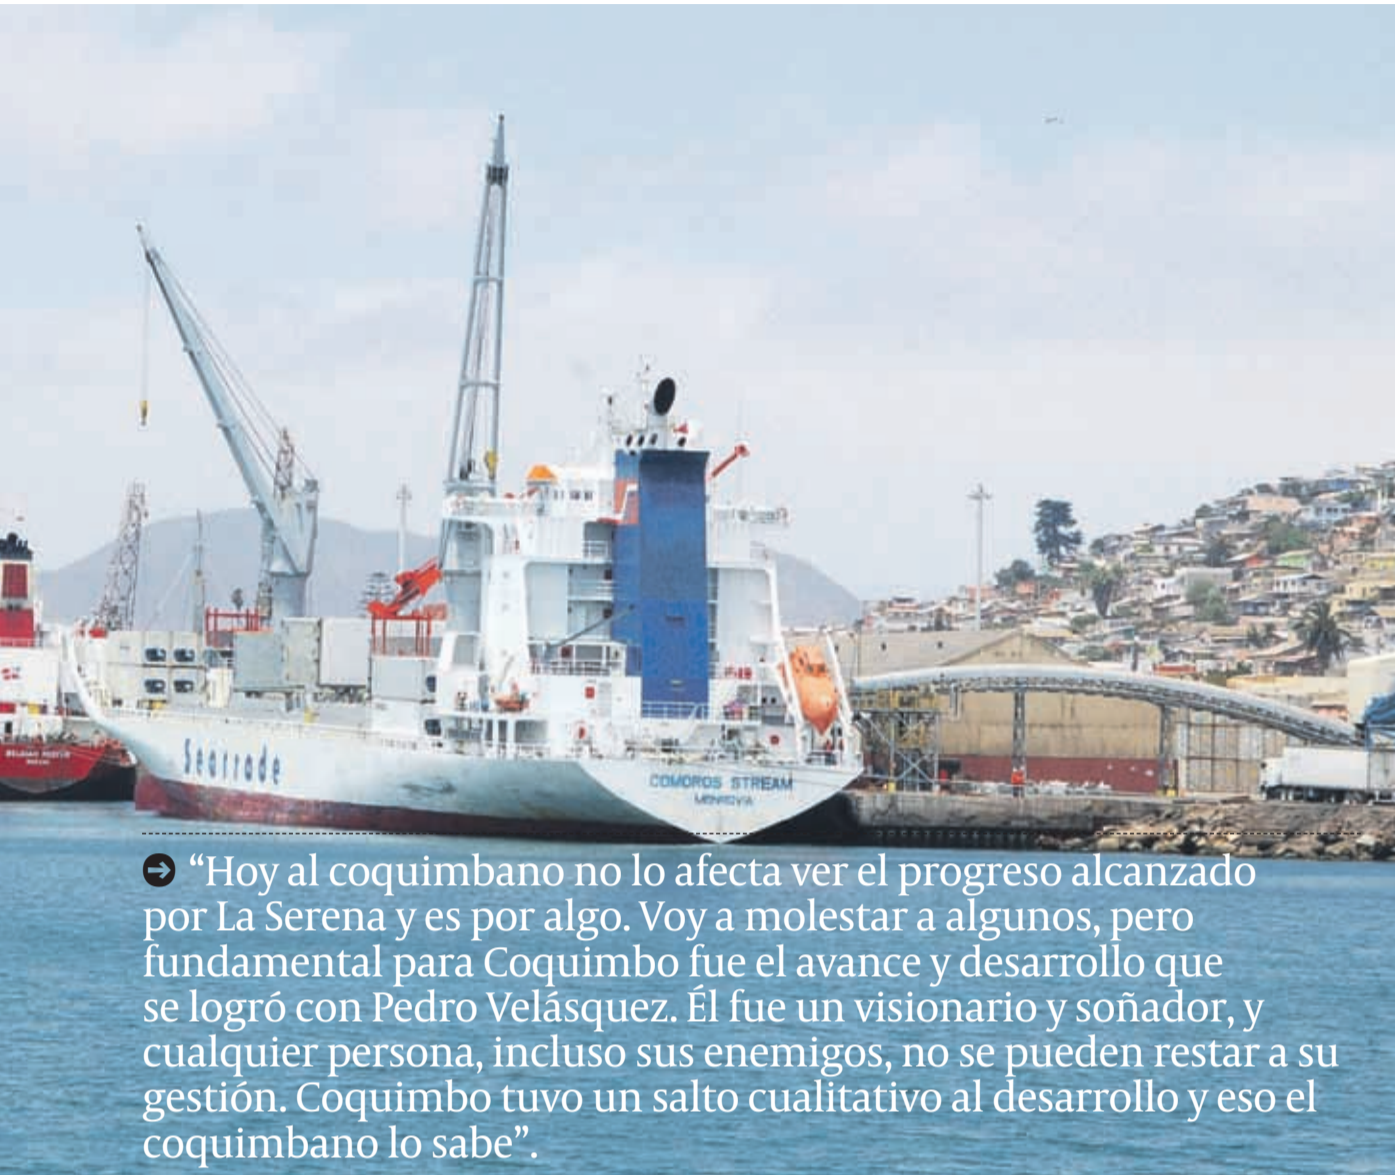 Seatrade
COMOROS STREAM
MONROVIA
“Hoy al coquimbano no lo afecta ver el progreso alcanzado
por La Serena y es por algo. Voy a molestar a algunos, pero
fundamental para Coquimbo fue el avance y desarrollo que
se logró con Pedro Velásquez. Él fue un visionario y soñador, y
cualquier persona, incluso sus enemigos, no se pueden restar a su
gestión. Coquimbo tuvo un salto cualitativo al desarrollo y eso el
coquimbano lo sabe”.